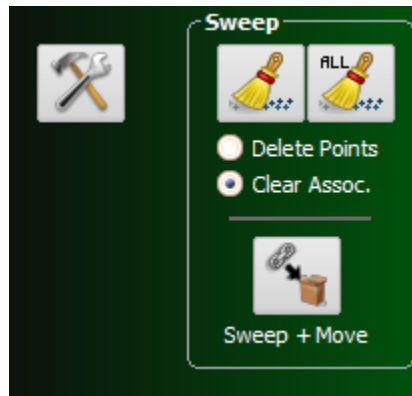 Sweep
ALL
Delete Points
Clear Assoc.
Sweep + Move